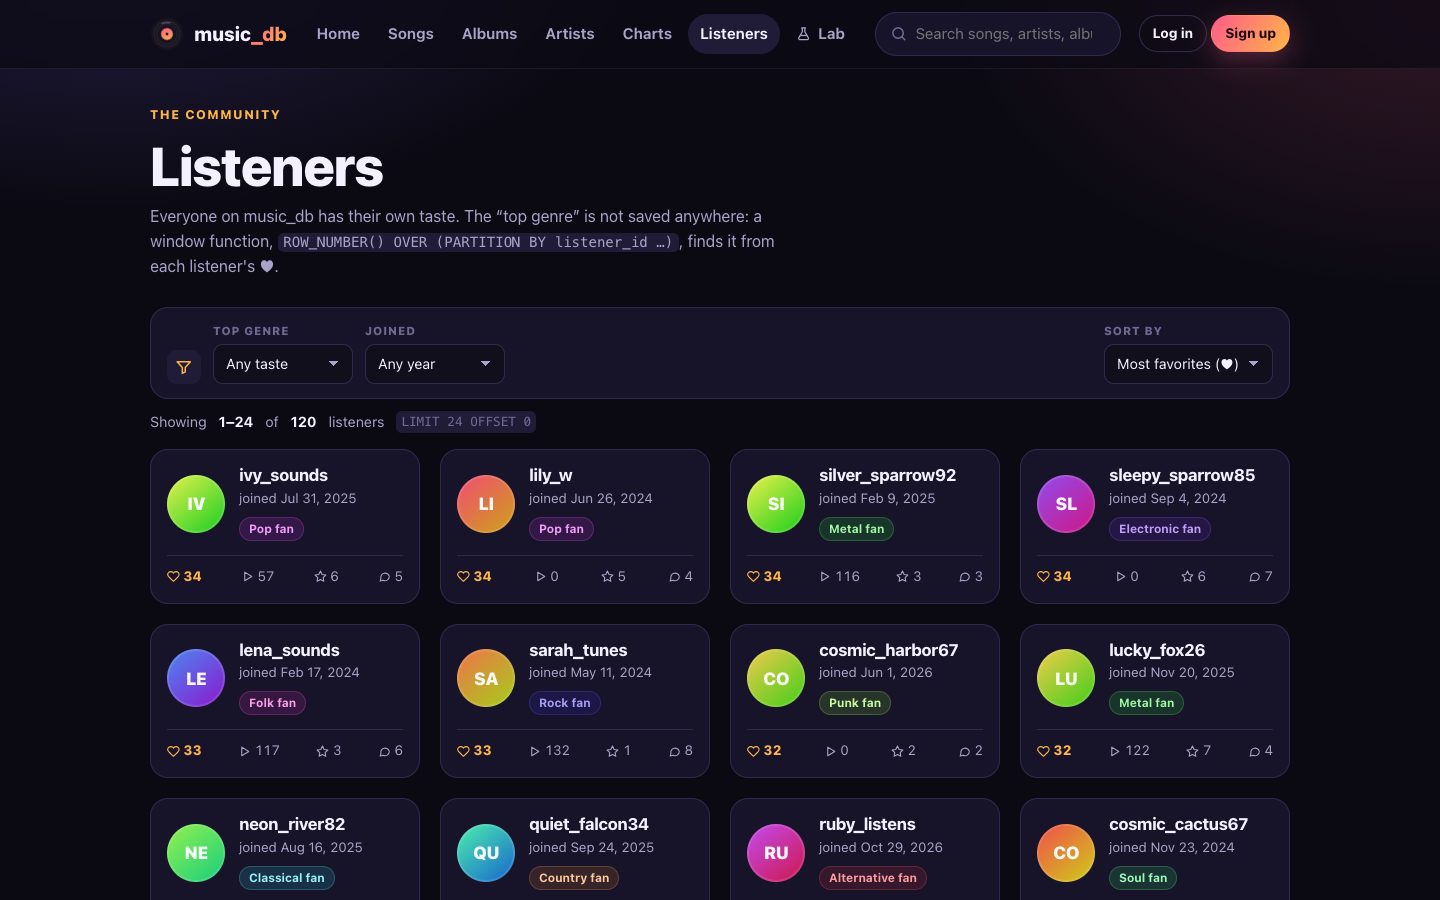 music_db
Home
Songs
Albums
Artists
Charts
Listeners
Lab
Search songs, artists, albu
Log in
Sign up
THE COMMUNITY
Listeners
Everyone on music_db has their own taste. The “top genre” is not saved anywhere: a
window function, ROW_NUMBER() OVER (PARTITION BY listener_id …), finds it from
each listener's ♥.
TOP GENRE
JOINED
SORT BY
Any taste
Any year
Most favorites (♥)
Showing 1–24 of 120 listeners LIMIT 24 OFFSET 0
IV
ivy_sounds
joined Jul 31, 2025
Pop fan
34 57 6 5
LI
lily_w
joined Jun 26, 2024
Pop fan
34 0 5 4
SI
silver_sparrow92
joined Feb 9, 2025
Metal fan
34 116 3 3
SL
sleepy_sparrow85
joined Sep 4, 2024
Electronic fan
34 0 6 7
LE
lena_sounds
joined Feb 17, 2024
Folk fan
33 117 3 6
SA
sarah_tunes
joined May 11, 2024
Rock fan
33 132 1 8
CO
cosmic_harbor67
joined Jun 1, 2026
Punk fan
32 0 2 2
LU
lucky_fox26
joined Nov 20, 2025
Metal fan
32 122 7 4
NE
neon_river82
joined Aug 16, 2025
Classical fan
QU
quiet_falcon34
joined Sep 24, 2025
Country fan
RU
ruby_listens
joined Oct 29, 2026
Alternative fan
CO
cosmic_cactus67
joined Nov 23, 2024
Soul fan